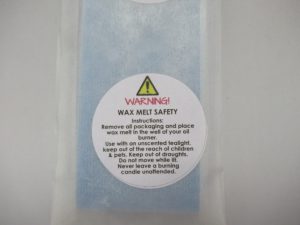 WARNING!
WAX MELT SAFETY
Instructions:
Remove all packaging and place
wax melt in the well of your oil
burner.
Use with an unscented tealight,
keep out of the reach of children
& pets. Keep out of draughts.
Do not move while lit.
Never leave a burning
candle unattended.